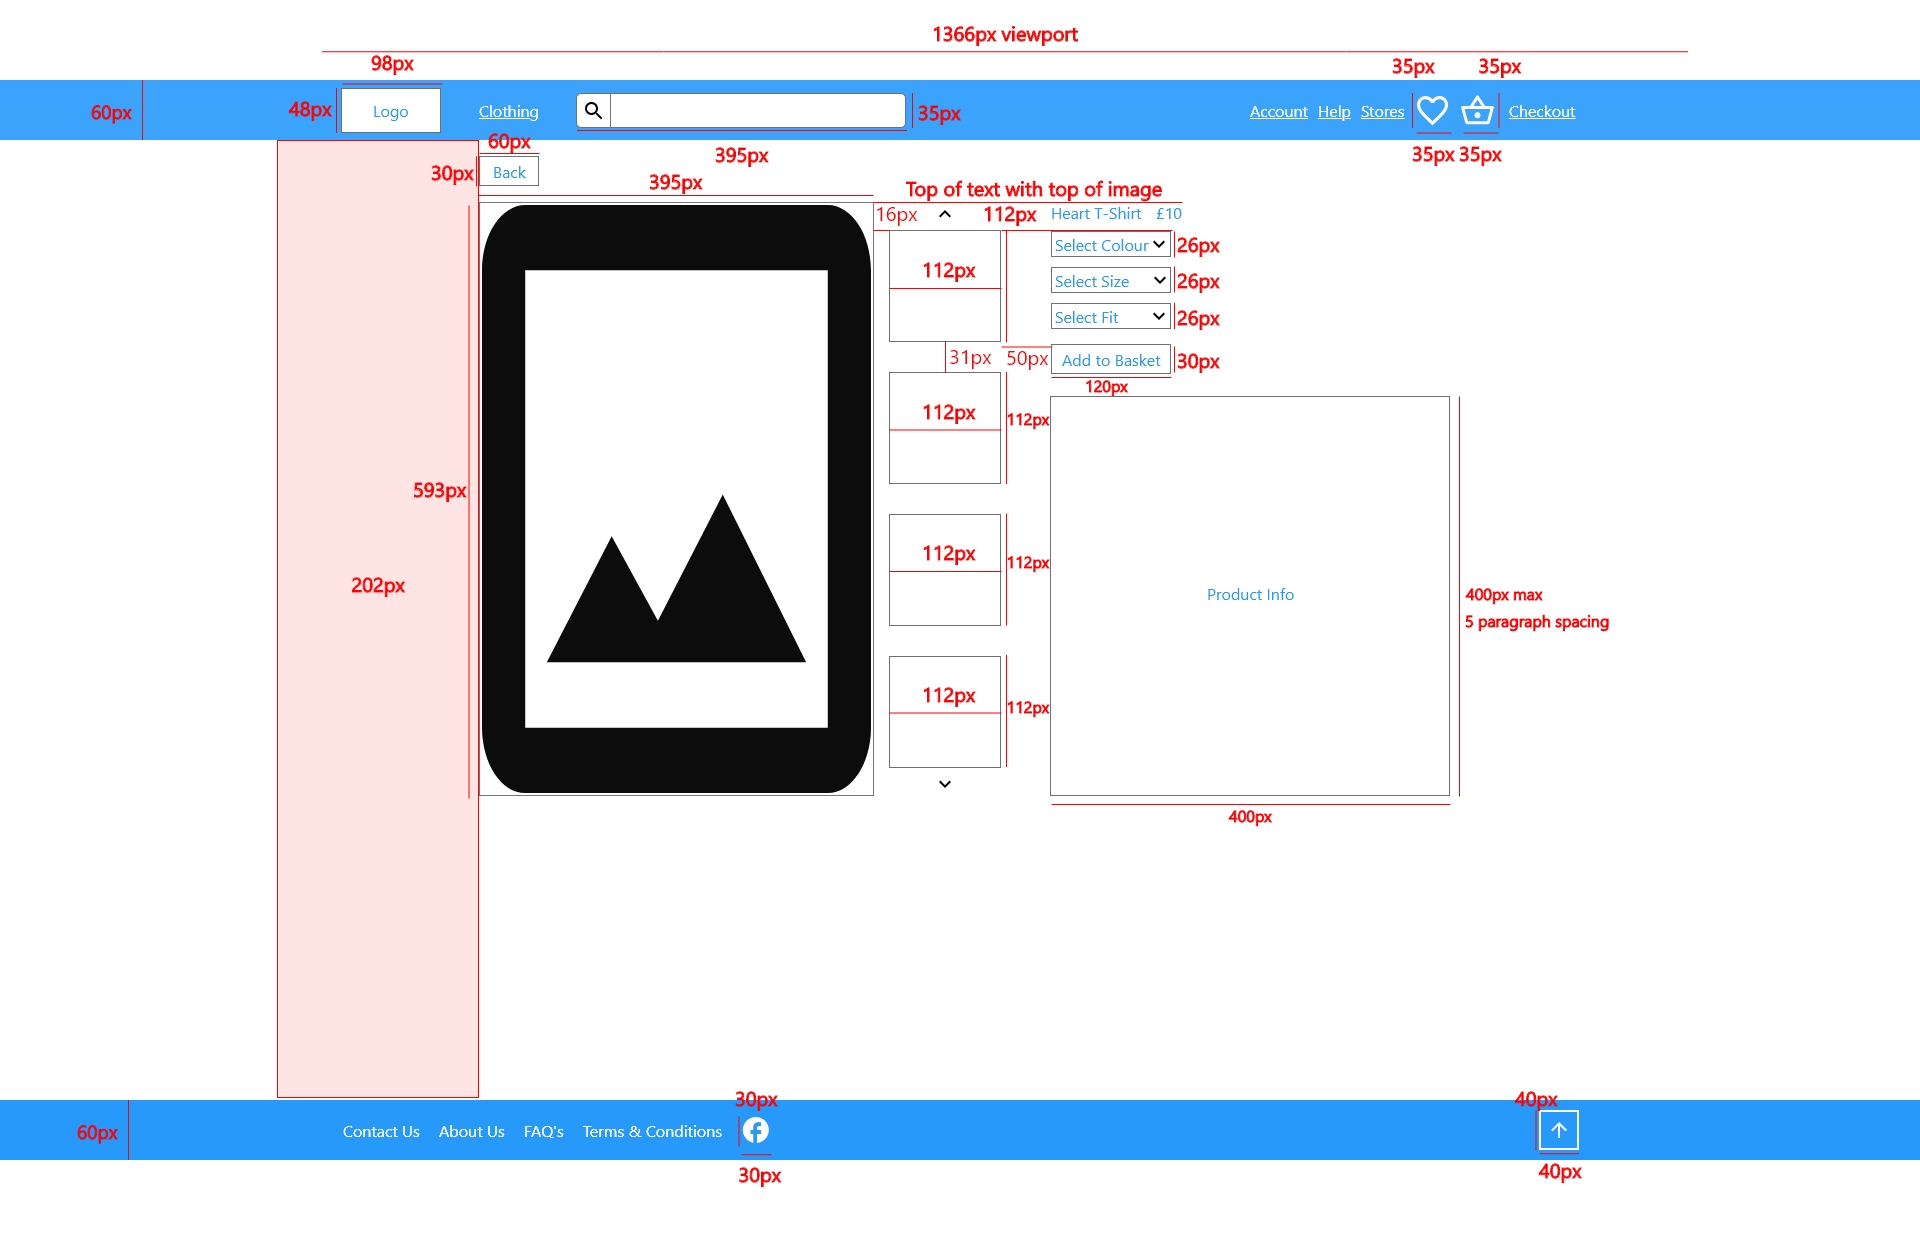 1366px viewport
98px
35px
35px
60px
48px
Logo
Clothing
35px
Account
Help
Stores
Checkout
60px
395px
35px
35px
30px
Back
395px
Top of text with top of image
16px
112px
Heart T-Shirt
£10
Select Colour
26px
112px
Select Size
26px
Select Fit
26px
31px
50px
Add to Basket
30px
120px
112px
112px
593px
112px
112px
202px
Product Info
400px max
5 paragraph spacing
112px
112px
400px
30px
40px
60px
Contact Us
About Us
FAQ's
Terms & Conditions
30px
40px